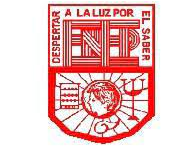 DESPERTAR A LA LUZ POR EL SABER
ENP